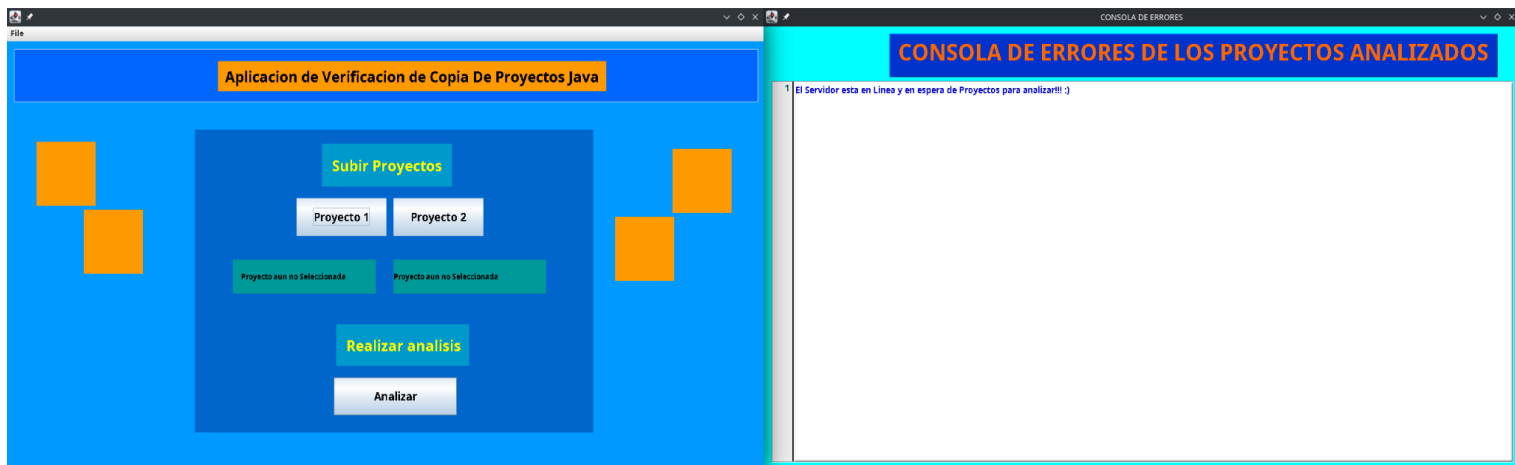 File
Aplicacion de Verificacion de Copia De Proyectos Java
Subir Proyectos
Proyecto 1
Proyecto 2
Proyecto aun no Seleccionada
Proyecto aun no Seleccionada
Realizar analisis
Analizar
CONSOLA DE ERRORES
CONSOLA DE ERRORES DE LOS PROYECTOS ANALIZADOS
1 El Servidor esta en Linea y en espera de Proyectos para analizar!!! :)